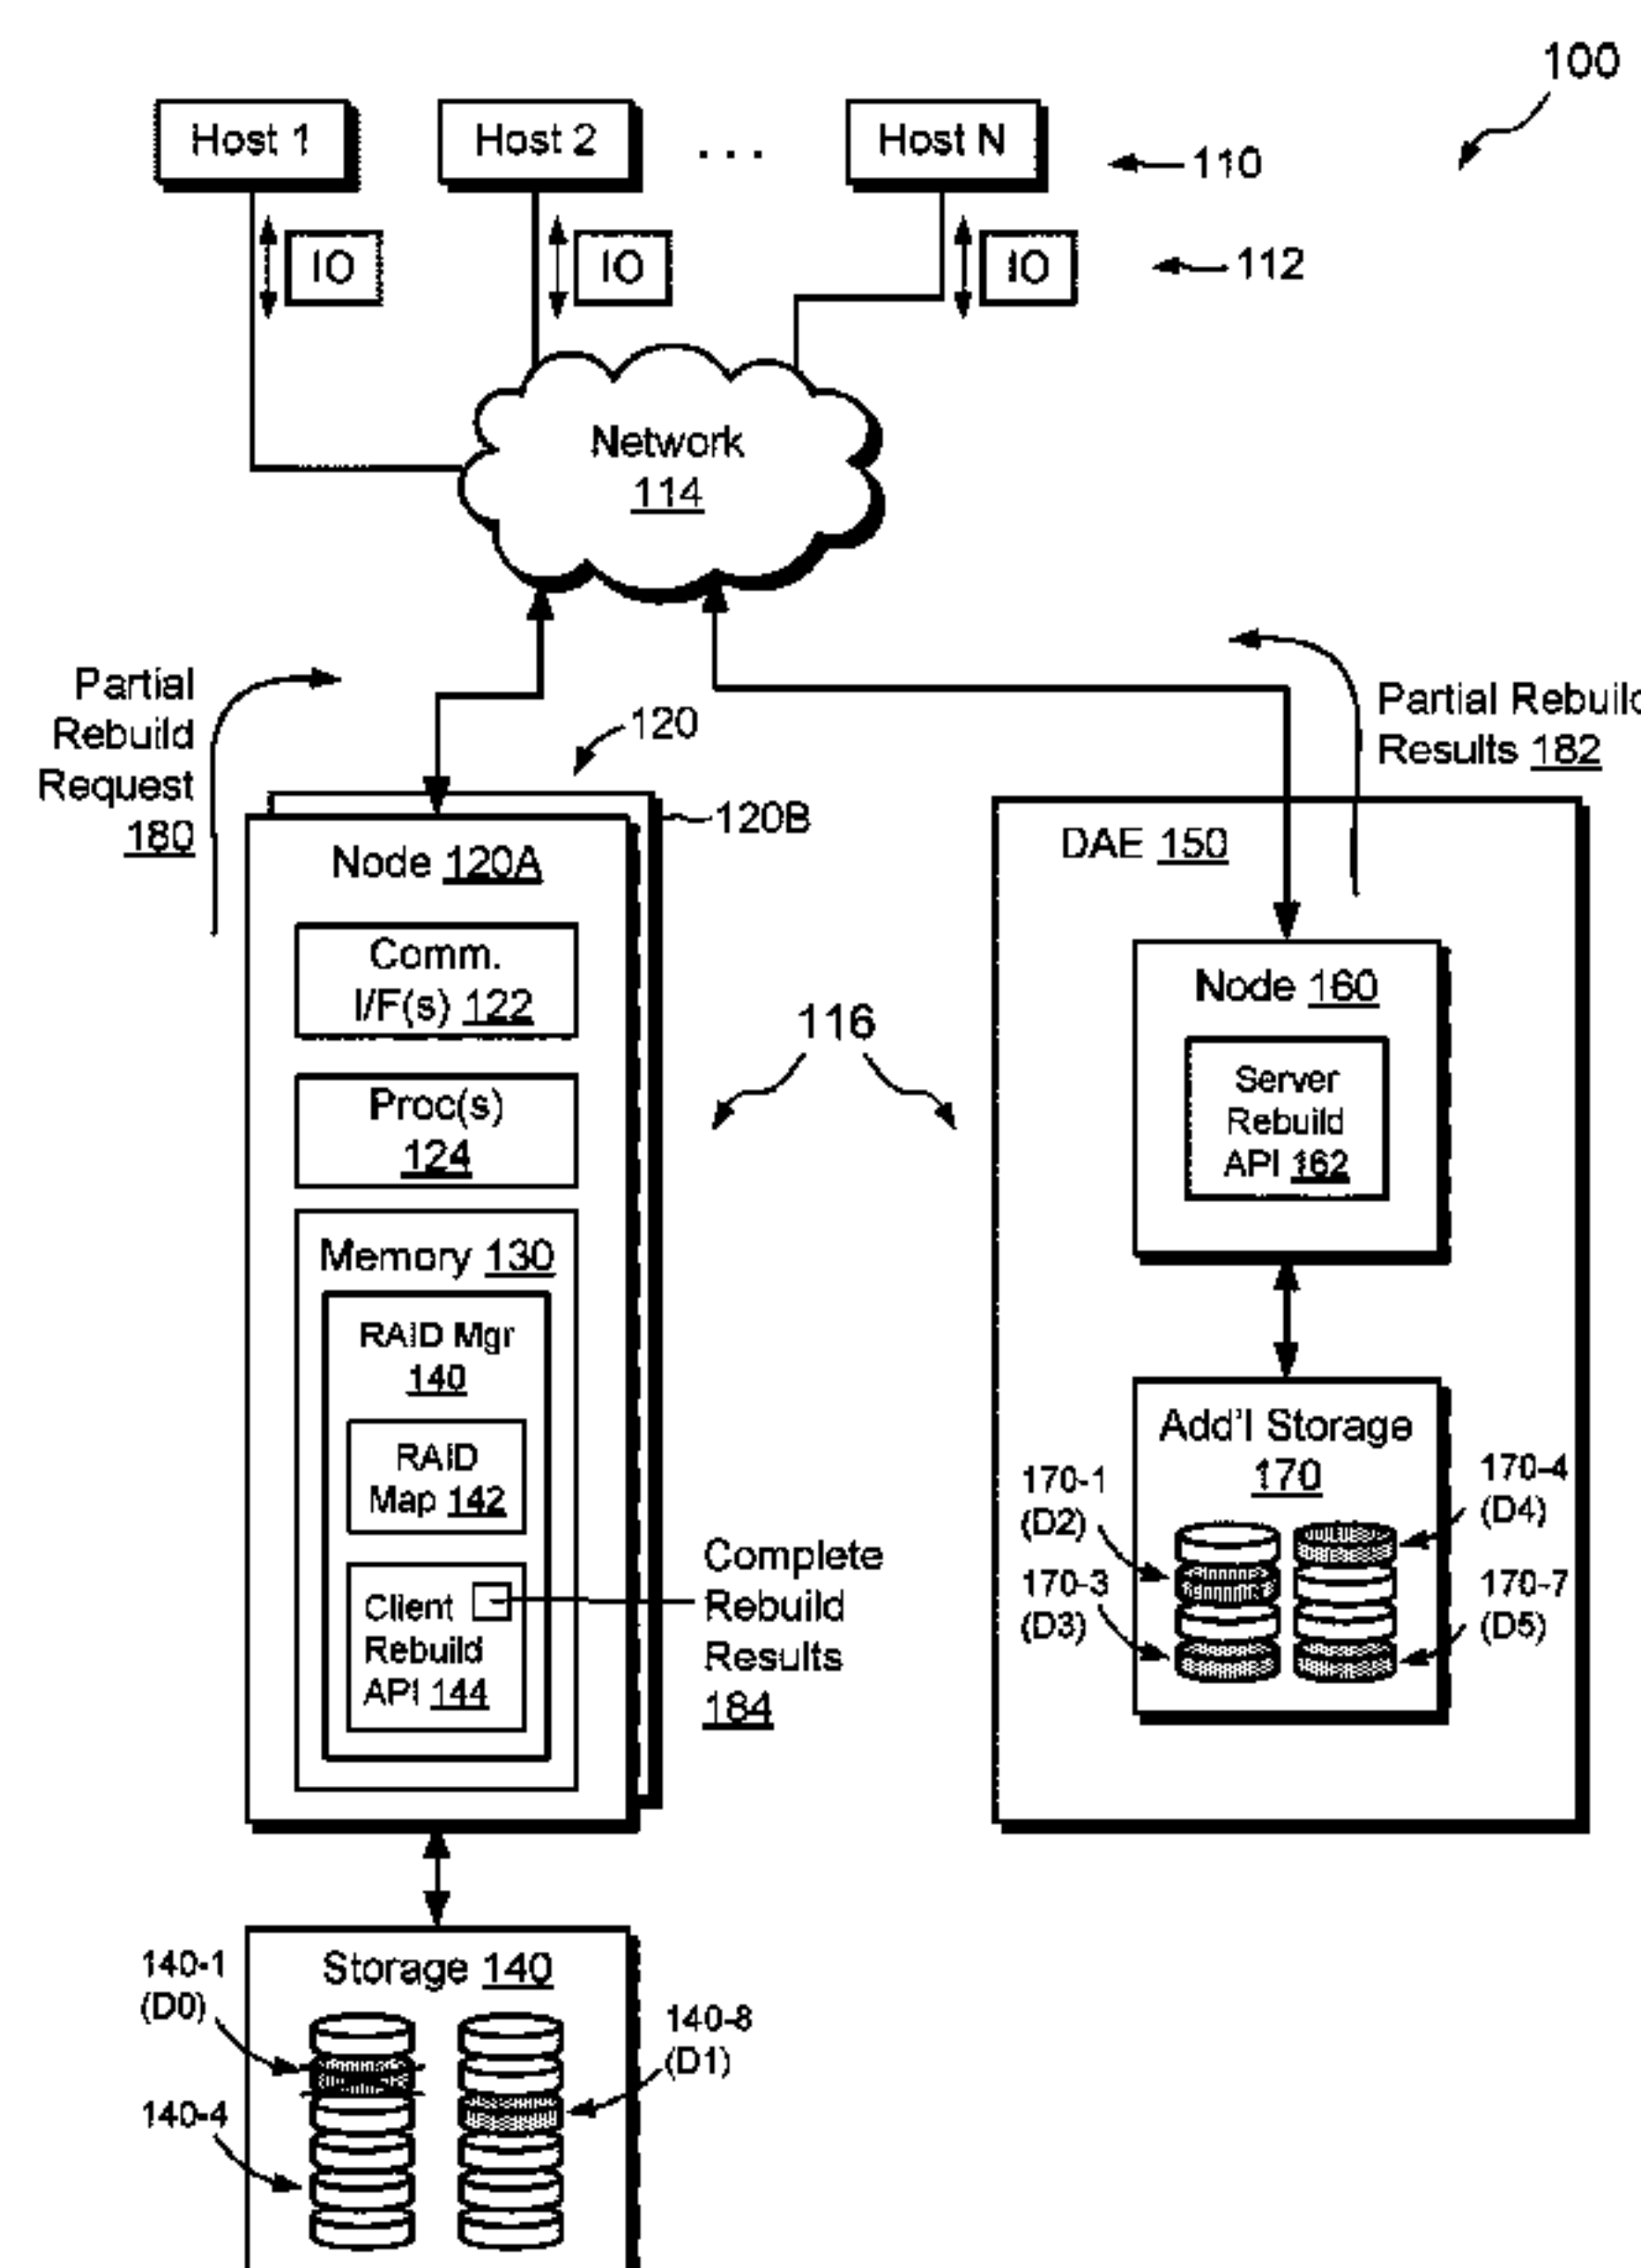 100
Host 1
Host 2
. . .
Host N
110
IO
IO
IO
112
Network
114
Partial
Rebuild
Request
180
120
120B
Partial Rebuild
Results 182
Node 120A
Comm.
I/F(s) 122
Proc(s)
124
116
Memory 130
RAID Mgr
140
RAID
Map 142
Client
Rebuild
API 144
Complete
Rebuild
Results
184
DAE 150
Node 160
Server
Rebuild
API 162
Add'l Storage
170
170-1
(D2)
170-3
(D3)
170-4
(D4)
170-7
(D5)
Storage 140
140-1
(D0)
140-4
140-8
(D1)